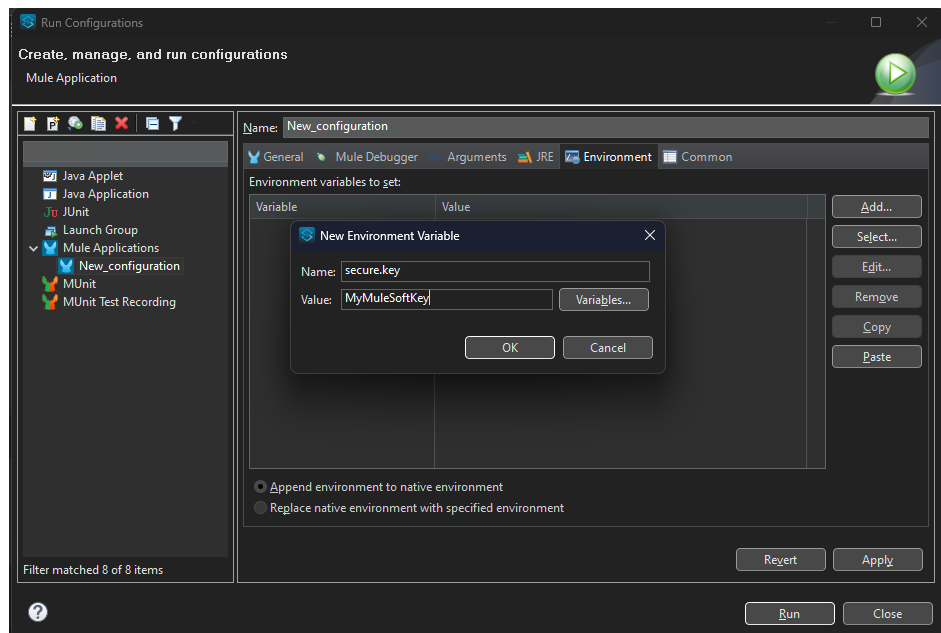 Run Configurations
Create, manage, and run configurations
Mule Application
Name: New_configuration
General Mule Debugger Arguments JRE Environment Common
Java Applet
Java Application
JUnit
Launch Group
Mule Applications
New_configuration
MUnit
MUnit Test Recording
Filter matched 8 of 8 items
Environment variables to set:
Variable Value
New Environment Variable
Name: secure.key
Value: MyMuleSoftKey Variables...
OK Cancel
Add...
Select...
Edit...
Remove
Copy
Paste
Append environment to native environment
Replace native environment with specified environment
Revert Apply
Run Close